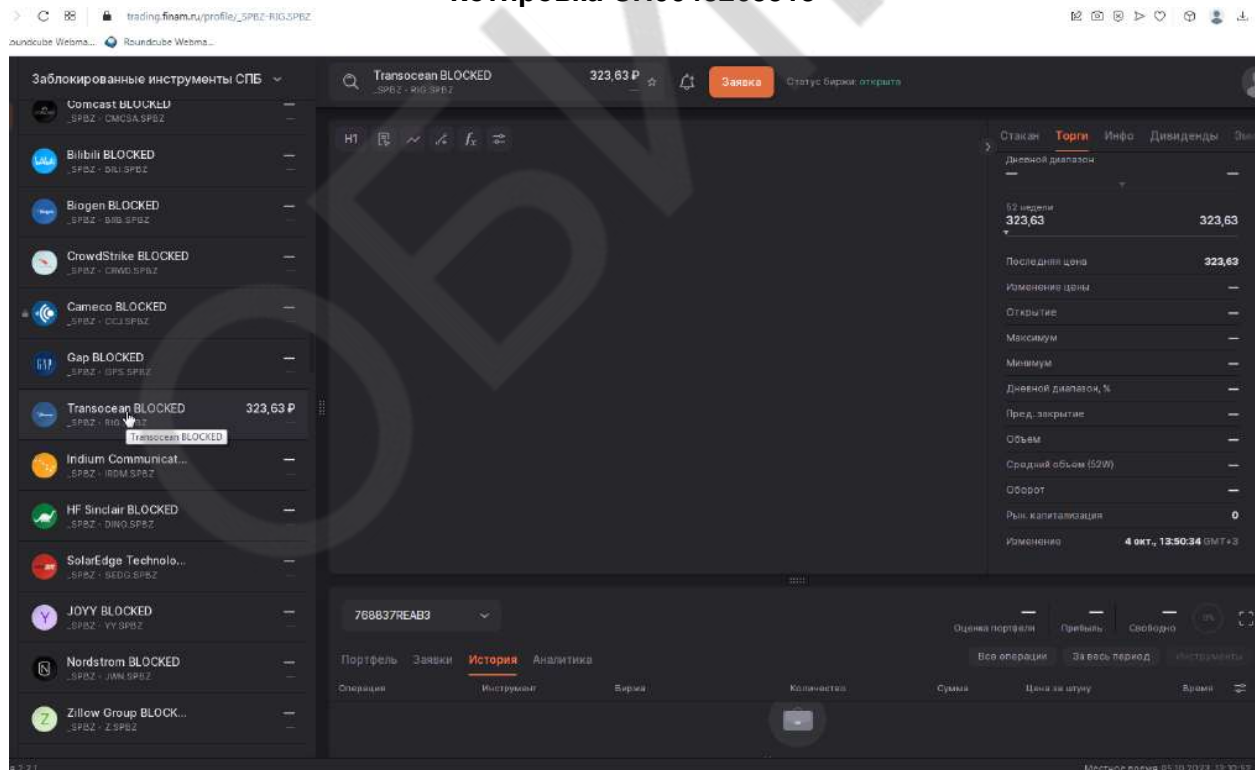 trading.finam.ru/profile/_SPBZ-RIG.SPBZ
Roundcube Webma...
Заблокированные инструменты СПБ
Comcast BLOCKED
_SPBZ - CMCSA.SPBZ
Bilibili BLOCKED
_SPBZ - BILI.SPBZ
Biogen BLOCKED
_SPBZ - BIIB.SPBZ
CrowdStrike BLOCKED
_SPBZ - CRWD.SPBZ
Cameco BLOCKED
_SPBZ - CCJ.SPBZ
Gap BLOCKED
_SPBZ - GPS.SPBZ
Transocean BLOCKED 323,63 ₽
Transocean BLOCKED
Iridium Communicat...
_SPBZ - IRDM.SPBZ
HF Sinclair BLOCKED
_SPBZ - DINO.SPBZ
SolarEdge Technolo...
_SPBZ - SEDG.SPBZ
JOYY BLOCKED
_SPBZ - YY.SPBZ
Nordstrom BLOCKED
_SPBZ - JWN.SPBZ
Zillow Group BLOCK...
_SPBZ - Z.SPBZ
Transocean BLOCKED 323,63 ₽
_SPBZ - RIG.SPBZ
Заявка
Статус биржи: открыта
H1
Стакан Торги Инфо Дивиденды
Дневной диапазон
52 недели
323,63 323,63
Последняя цена 323,63
Изменение цены —
Открытие —
Максимум —
Минимум —
Дневной диапазон, % —
Пред. закрытие —
Объем —
Средний объем (52W) —
Оборот —
Рын. капитализация 0
Изменение 4 окт., 13:50:34 GMT+3
768837REAB3
Оценка портфеля Прибыль Свободно 0%
Портфель Заявки История Аналитика
Все операции За весь период Инструменты
Операция Инструмент Биржа Количество Сумма Цена за штуку Время